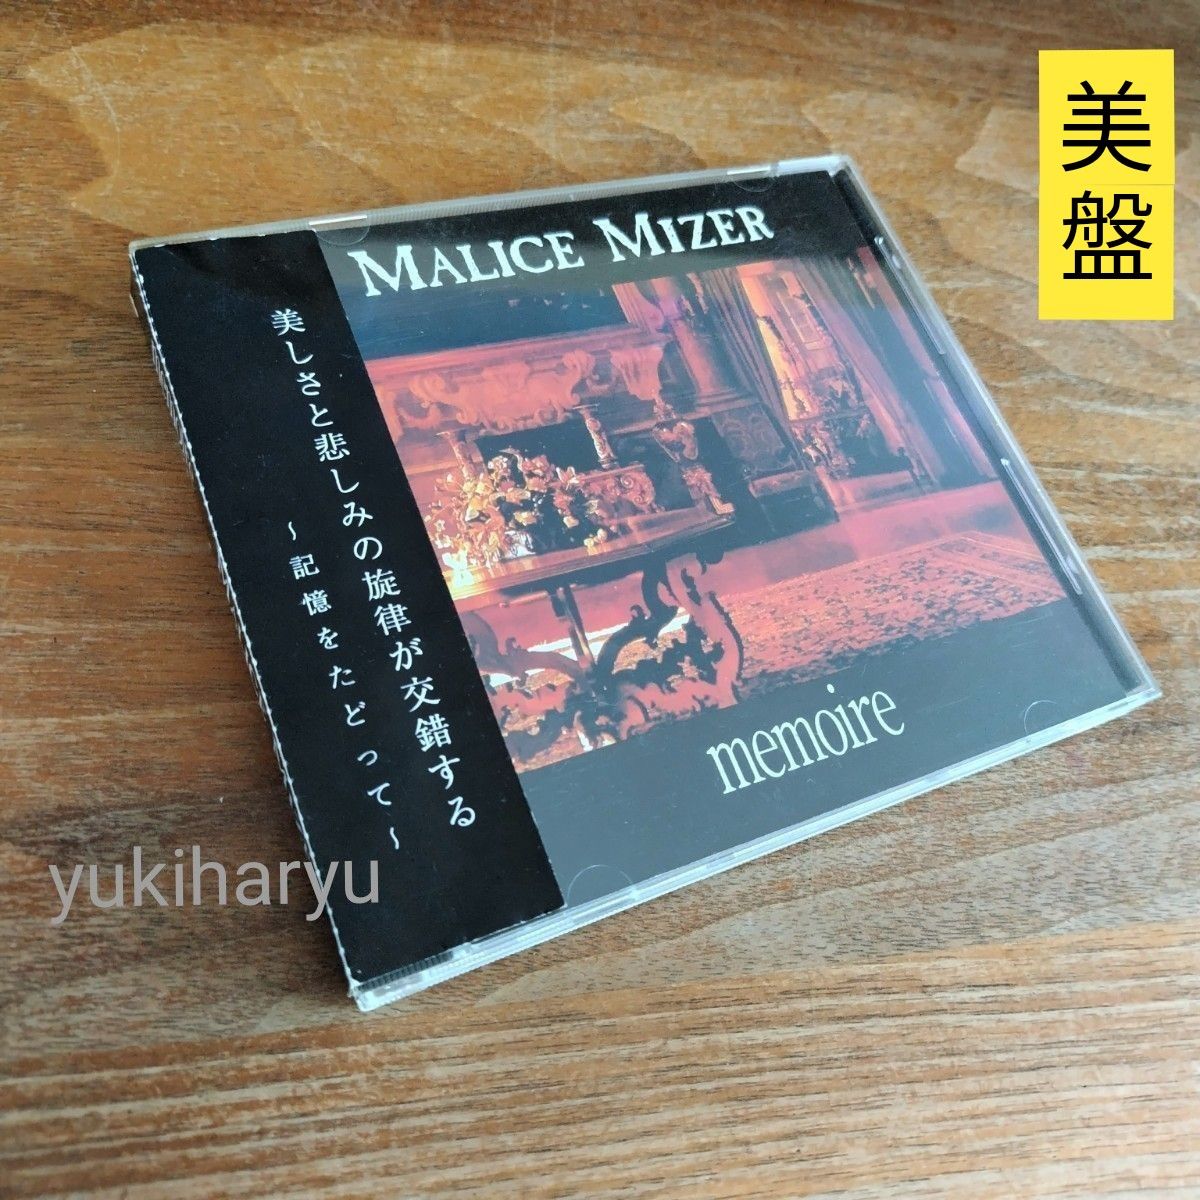 美盤
MALICE MIZER
美しさと悲しみの旋律が交錯する
~記憶をたどって~
memoire
yukiharyu